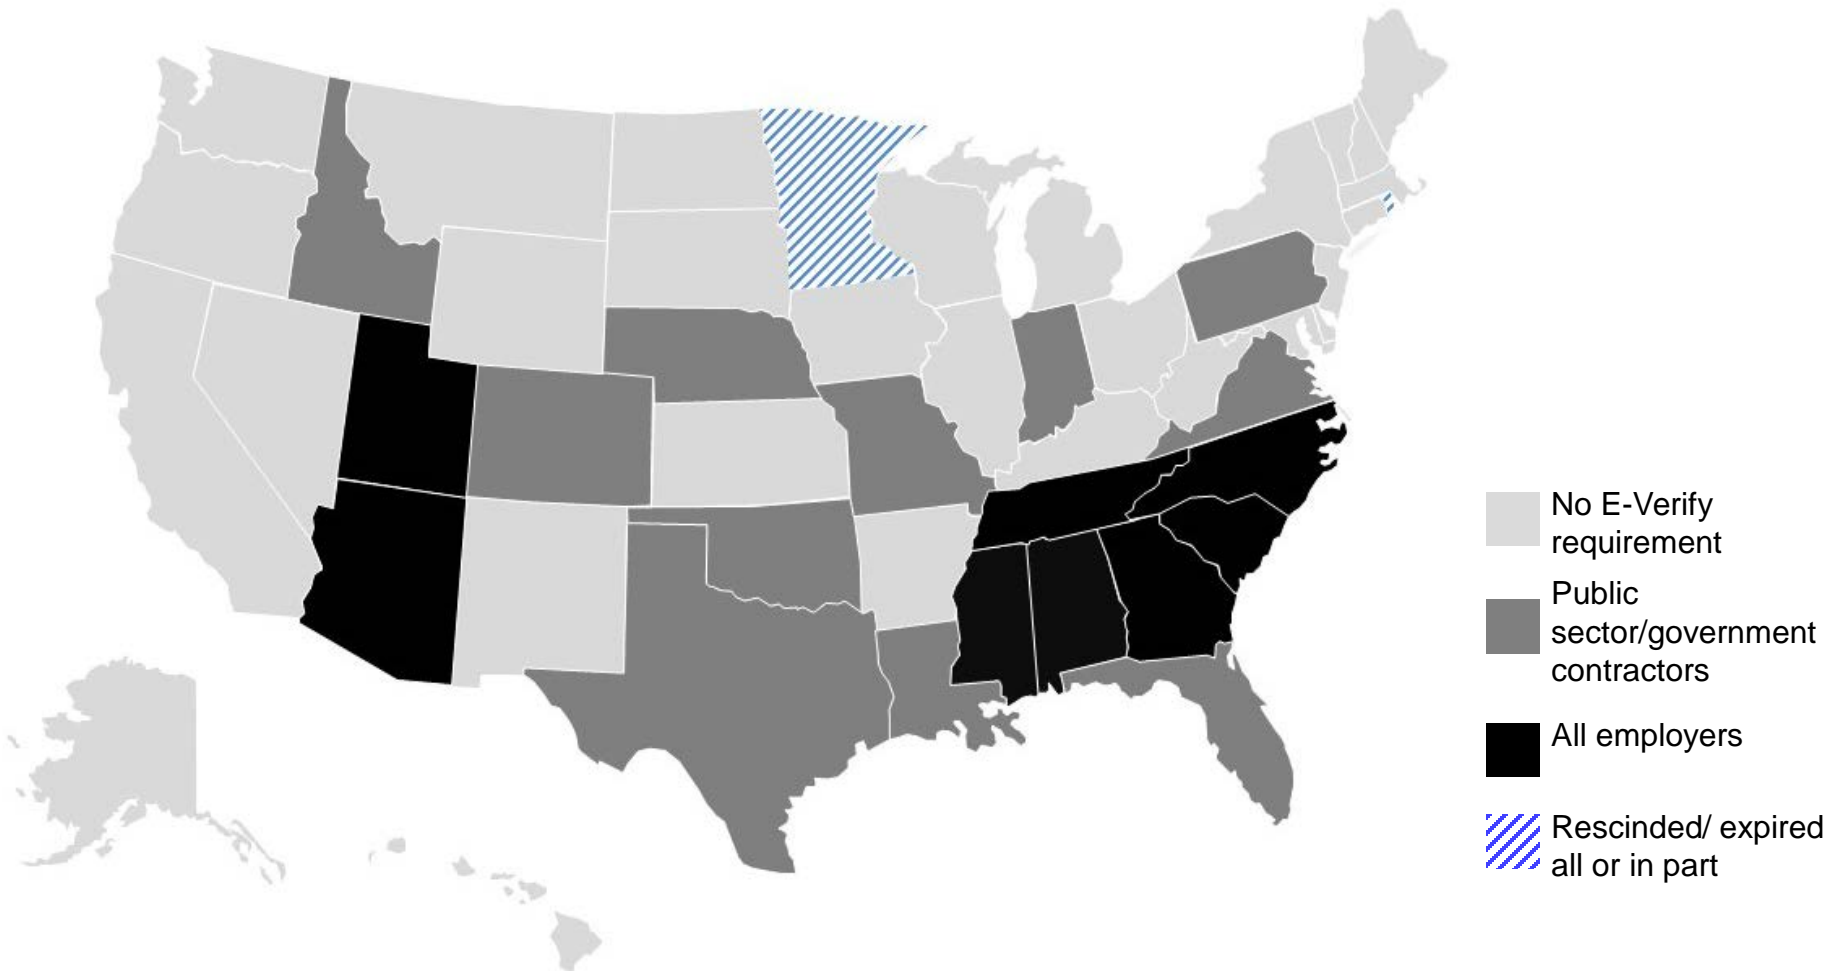 No E-Verify
requirement
Public
sector/government
contractors
All employers
Rescinded/ expired
all or in part